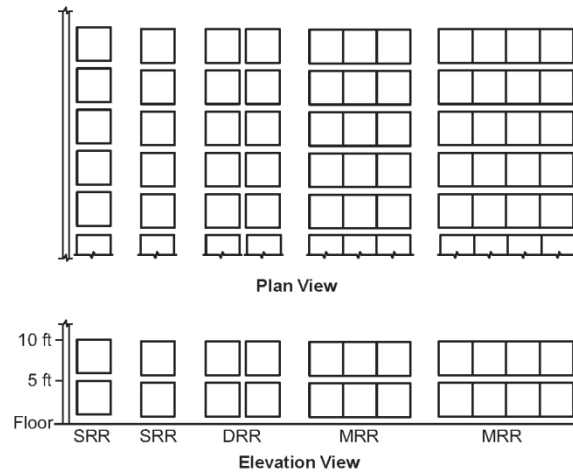 Plan View
10 ft
5 ft
Floor
SRR SRR DRR MRR MRR
Elevation View